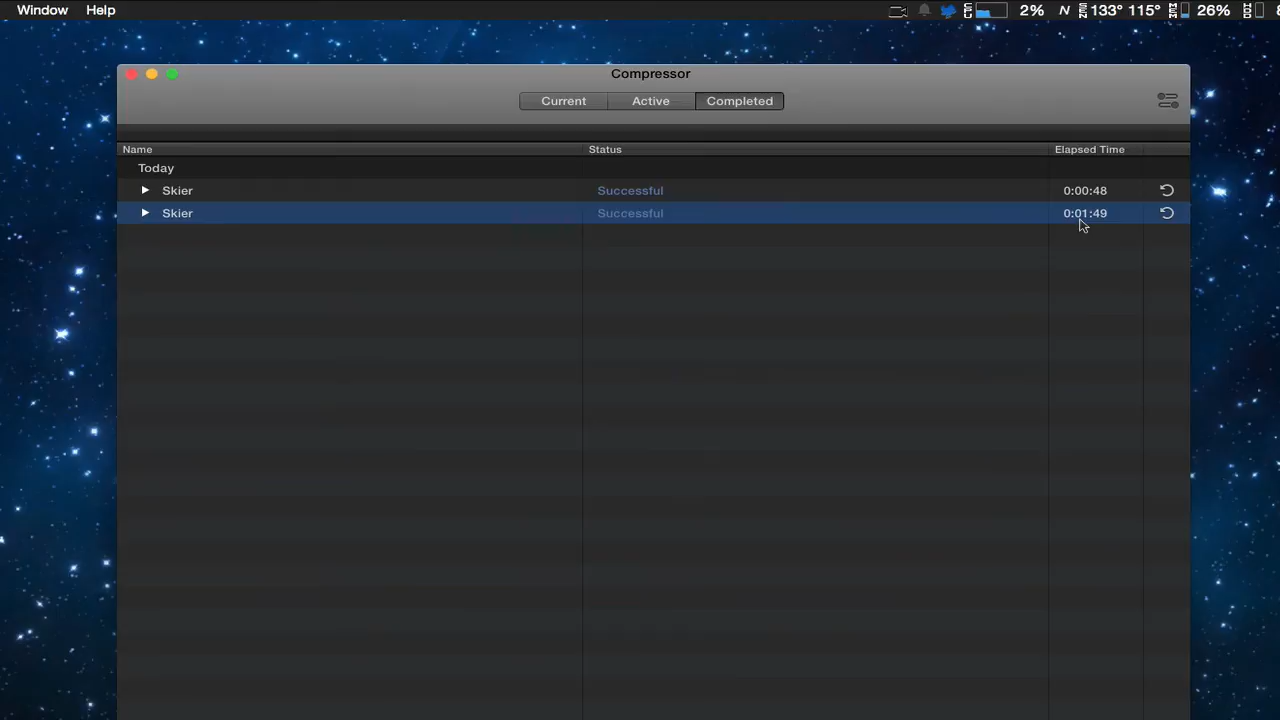 Window Help 2% N 133° 115° 26%
Compressor
Current Active Completed
Name Status Elapsed Time
Today
Skier Successful 0:00:48
Skier Successful 0:01:49